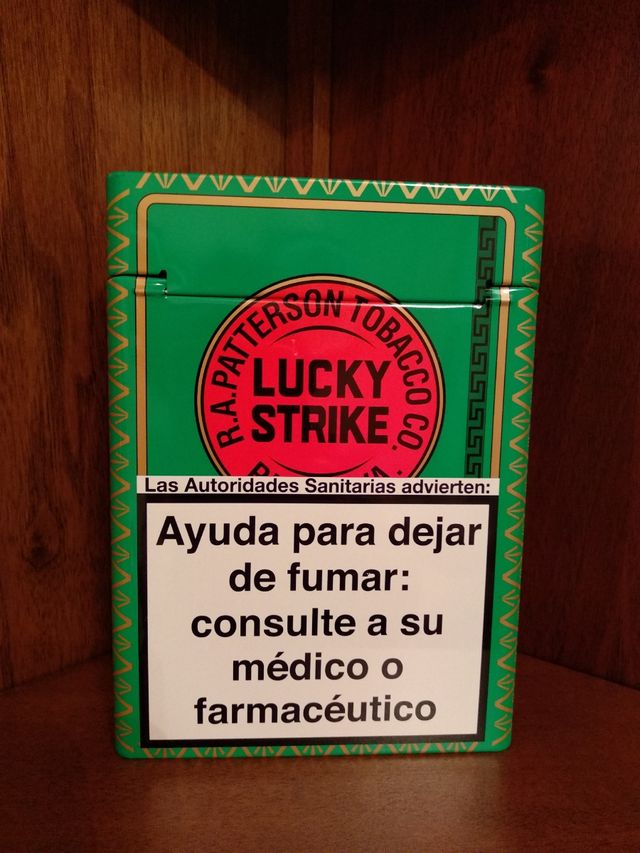 R.A. PATTERSON TOBACCO CO.
LUCKY
STRIKE
Las Autoridades Sanitarias advierten:
Ayuda para dejar
de fumar:
consulte a su
médico o
farmacéutico